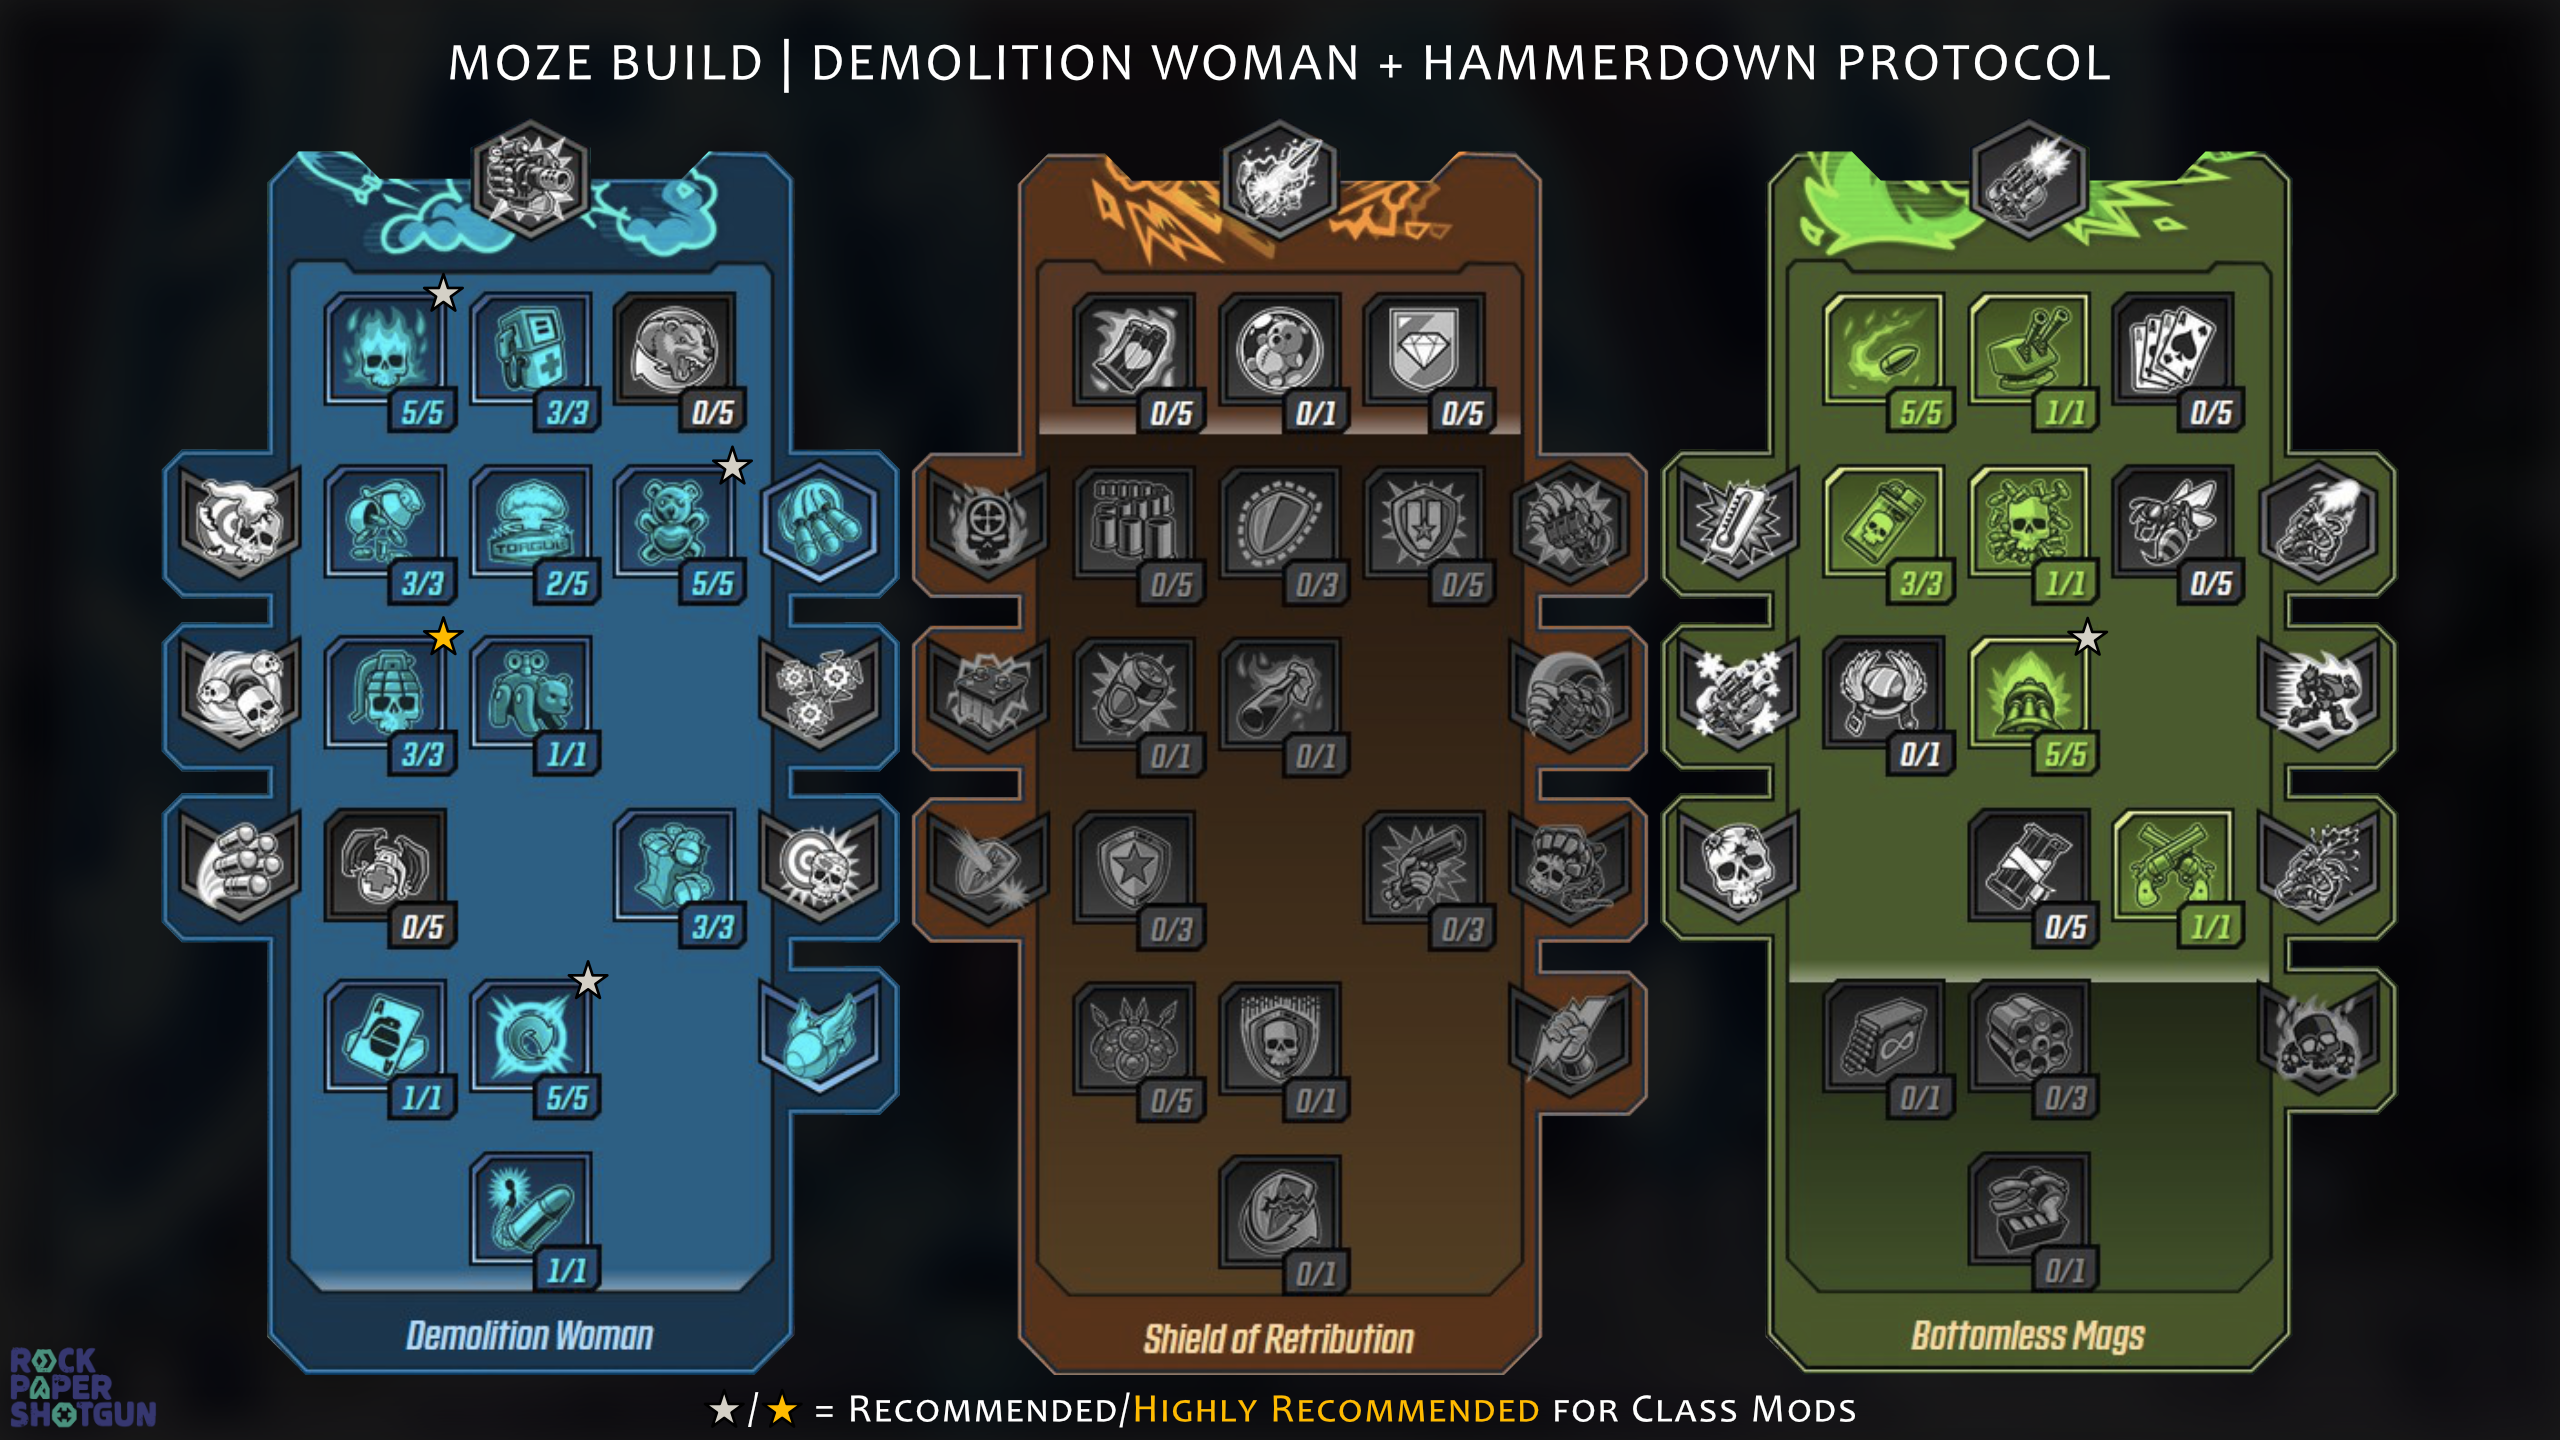 MOZE BUILD | DEMOLITION WOMAN + HAMMERDOWN PROTOCOL
5/5 3/3 0/5
3/3 2/5 5/5
TORGUE
3/3 1/1
0/5 3/3
1/1 5/5
1/1
Demolition Woman
0/5 0/1 0/5
0/5 0/3 0/5
0/1 0/1
0/3 0/3
0/5 0/1
0/1
Shield of Retribution
5/5 1/1 0/5
3/3 1/1 0/5
0/1 5/5
0/5 1/1
0/1 0/3
0/1
Bottomless Mags
ROCK
PAPER
SHOTGUN
★/★ = RECOMMENDED/HIGHLY RECOMMENDED FOR CLASS MODS